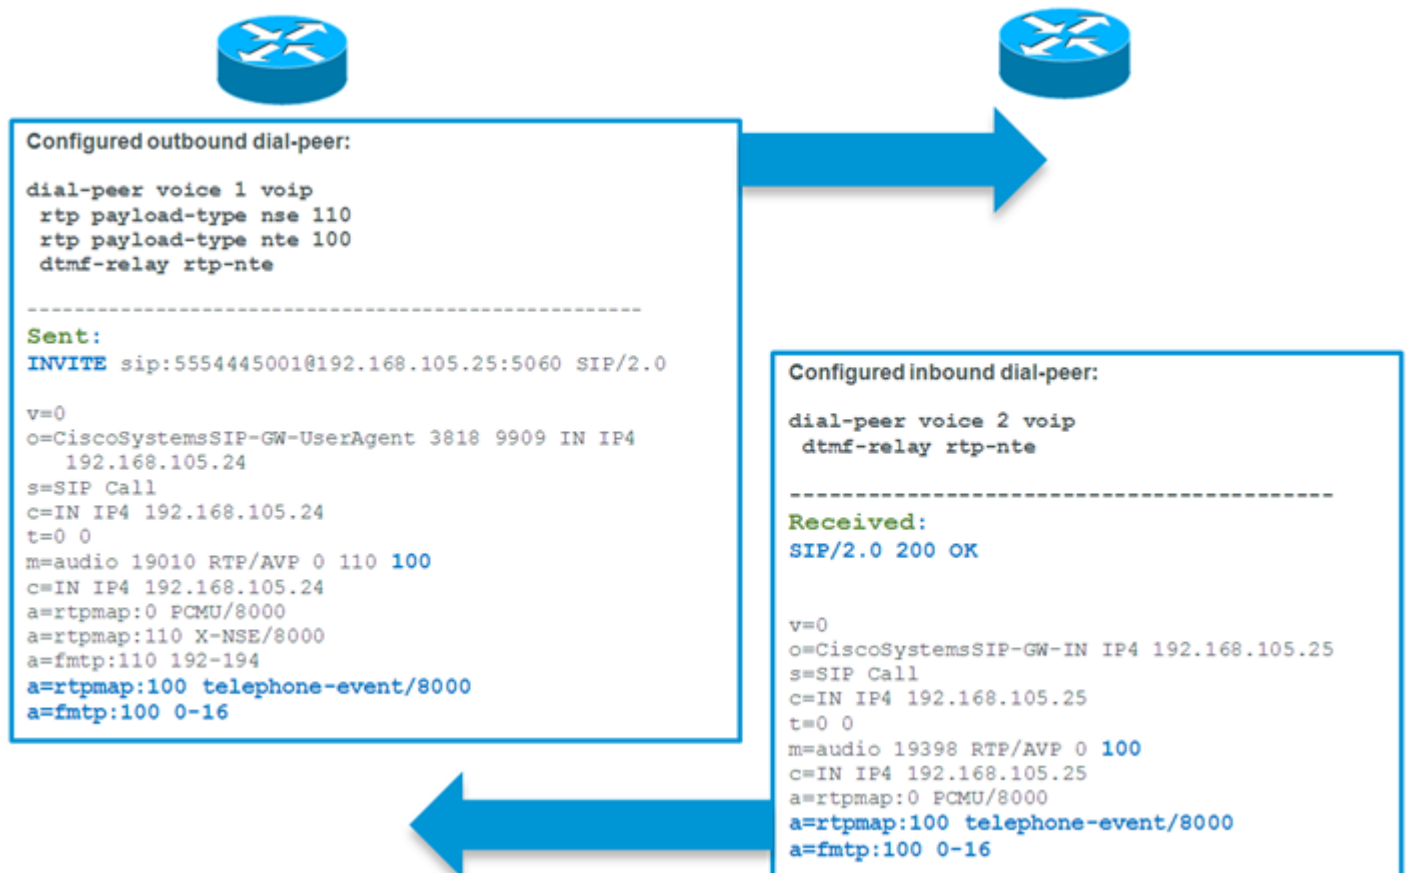 Configured outbound dial-peer:
dial-peer voice 1 voip
rtp payload-type nse 110
rtp payload-type nte 100
dtmf-relay rtp-nte
-----------------------------------------------------
Sent:
INVITE sip:5554445001@192.168.105.25:5060 SIP/2.0
v=0
o=CiscoSystemsSIP-GW-UserAgent 3818 9909 IN IP4
192.168.105.24
s=SIP Call
c=IN IP4 192.168.105.24
t=0 0
m=audio 19010 RTP/AVP 0 110 100
c=IN IP4 192.168.105.24
a=rtpmap:0 PCMU/8000
a=rtpmap:110 X-NSE/8000
a=fmtp:110 192-194
a=rtpmap:100 telephone-event/8000
a=fmtp:100 0-16
Configured inbound dial-peer:
dial-peer voice 2 voip
dtmf-relay rtp-nte
------------------------------------------
Received:
SIP/2.0 200 OK
v=0
o=CiscoSystemsSIP-GW-IN IP4 192.168.105.25
s=SIP Call
c=IN IP4 192.168.105.25
t=0 0
m=audio 19398 RTP/AVP 0 100
c=IN IP4 192.168.105.25
a=rtpmap:0 PCMU/8000
a=rtpmap:100 telephone-event/8000
a=fmtp:100 0-16